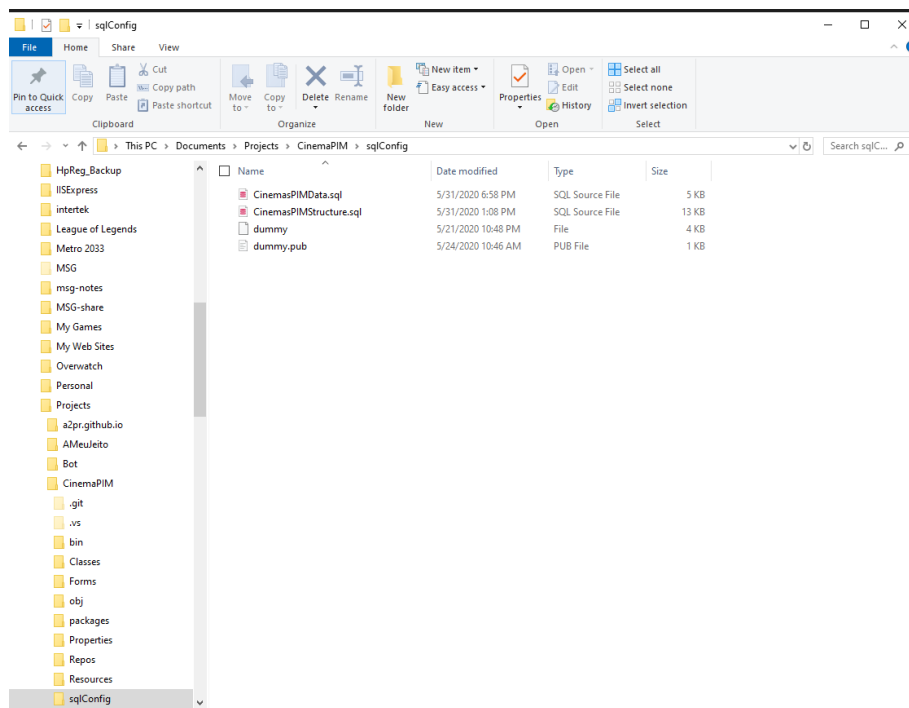 sqlConfig
File Home Share View
Pin to Quick access
Copy
Paste
Cut
Copy path
Paste shortcut
Move to
Copy to
Delete
Rename
New folder
New item
Easy access
Properties
Open
Edit
History
Select all
Select none
Invert selection
Clipboard Organize New Open Select
This PC > Documents > Projects > CinemaPIM > sqlConfig
Search sqlC...
Name Date modified Type Size
CinemasPIMData.sql 5/31/2020 6:58 PM SQL Source File 5 KB
CinemasPIMStructure.sql 5/31/2020 1:08 PM SQL Source File 13 KB
dummy 5/21/2020 10:48 PM File 4 KB
dummy.pub 5/24/2020 10:46 AM PUB File 1 KB
HpReg_Backup
IISExpress
intertek
League of Legends
Metro 2033
MSG
msg-notes
MSG-share
My Games
My Web Sites
Overwatch
Personal
Projects
a2pr.github.io
AMeuJeito
Bot
CinemaPIM
.git
.vs
bin
Classes
Forms
obj
packages
Properties
Repos
Resources
sqlConfig